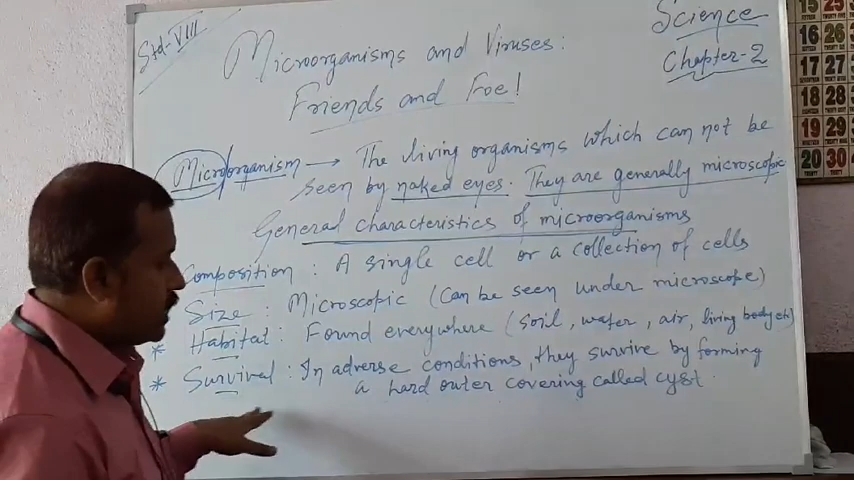 Std-VIII
Science
Chapter-2
Microorganisms and Viruses:
Friends and Foe!
Microorganism → The living organisms which can not be
seen by naked eyes. They are generally microscopic
General characteristics of microorganisms
Composition : A single cell or a collection of cells
Size : Microscopic (Can be seen under microscope)
* Habitat : Found everywhere (soil, water, air, living body etc)
* Survival : In adverse conditions, they survive by forming
a hard outer covering called cyst.
15 25
16 26
17 27
18 28
19 29
20 30